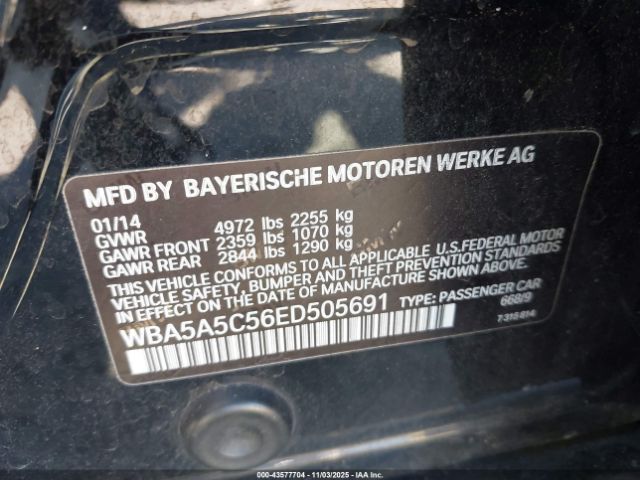 MFD BY BAYERISCHE MOTOREN WERKE AG
01/14
GVWR 4972 lbs 2255 kg
GAWR FRONT 2359 lbs 1070 kg
GAWR REAR 2844 lbs 1290 kg
THIS VEHICLE CONFORMS TO ALL APPLICABLE U.S.FEDERAL MOTOR
VEHICLE SAFETY, BUMPER AND THEFT PREVENTION STANDARDS
IN EFFECT ON THE DATE OF MANUFACTURE SHOWN ABOVE.
WBA5A5C56ED505691 TYPE: PASSENGER CAR
668/9
7 318 814
000-43577704 - 11/03/2025 - IAA Inc.